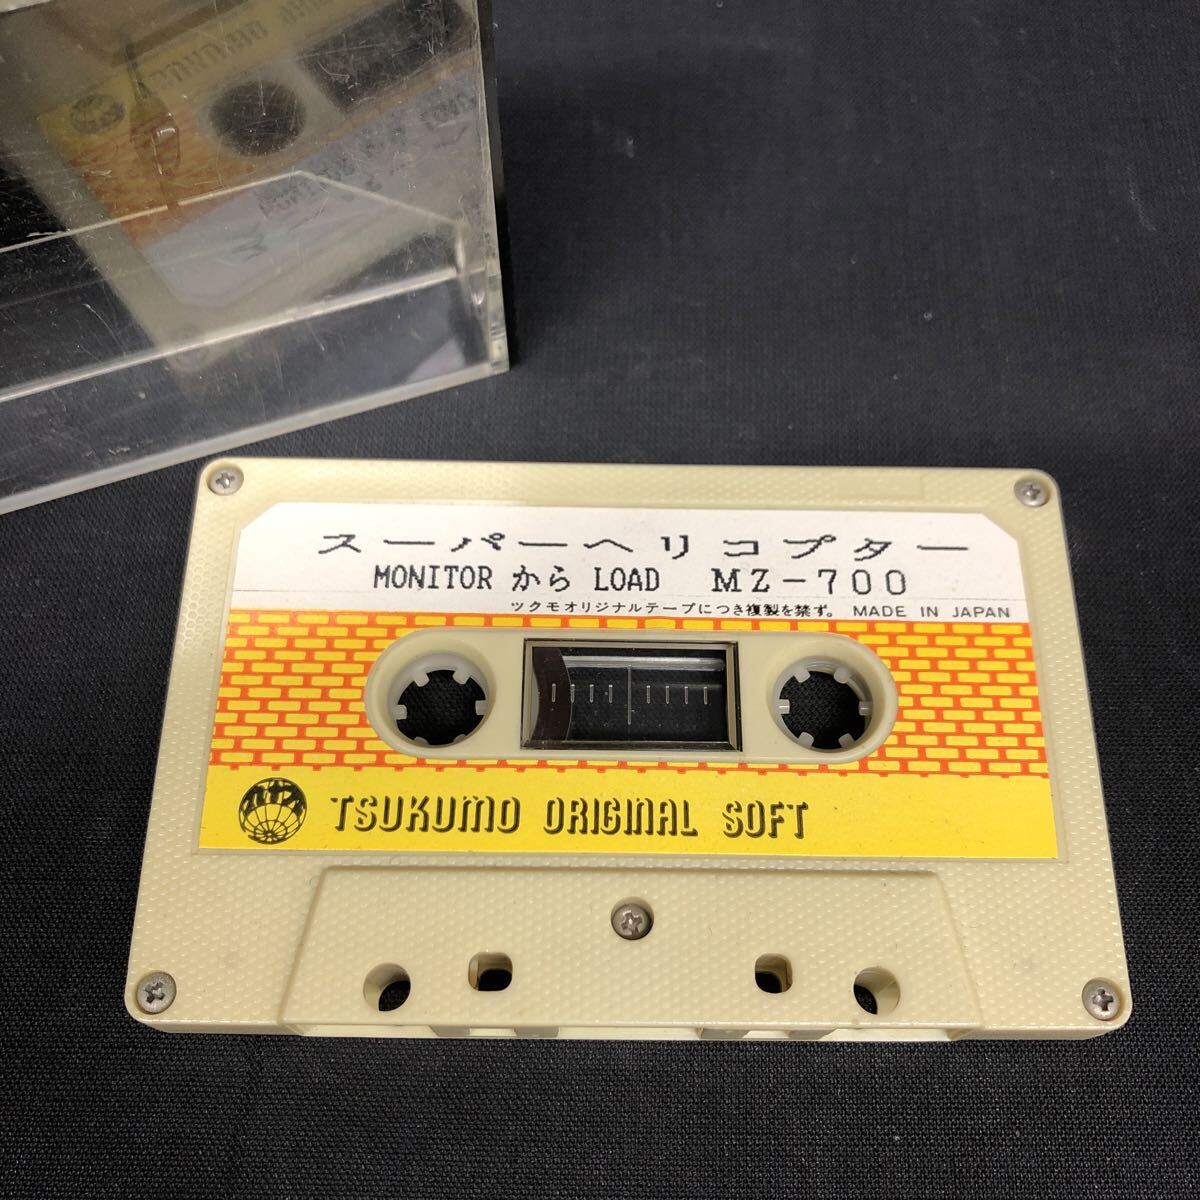 スーパーヘリコプター
MONITOR から LOAD MZ-700
ツクモオリジナルテープにつき複製を禁ず。 MADE IN JAPAN
TSUKUMO ORIGINAL SOFT